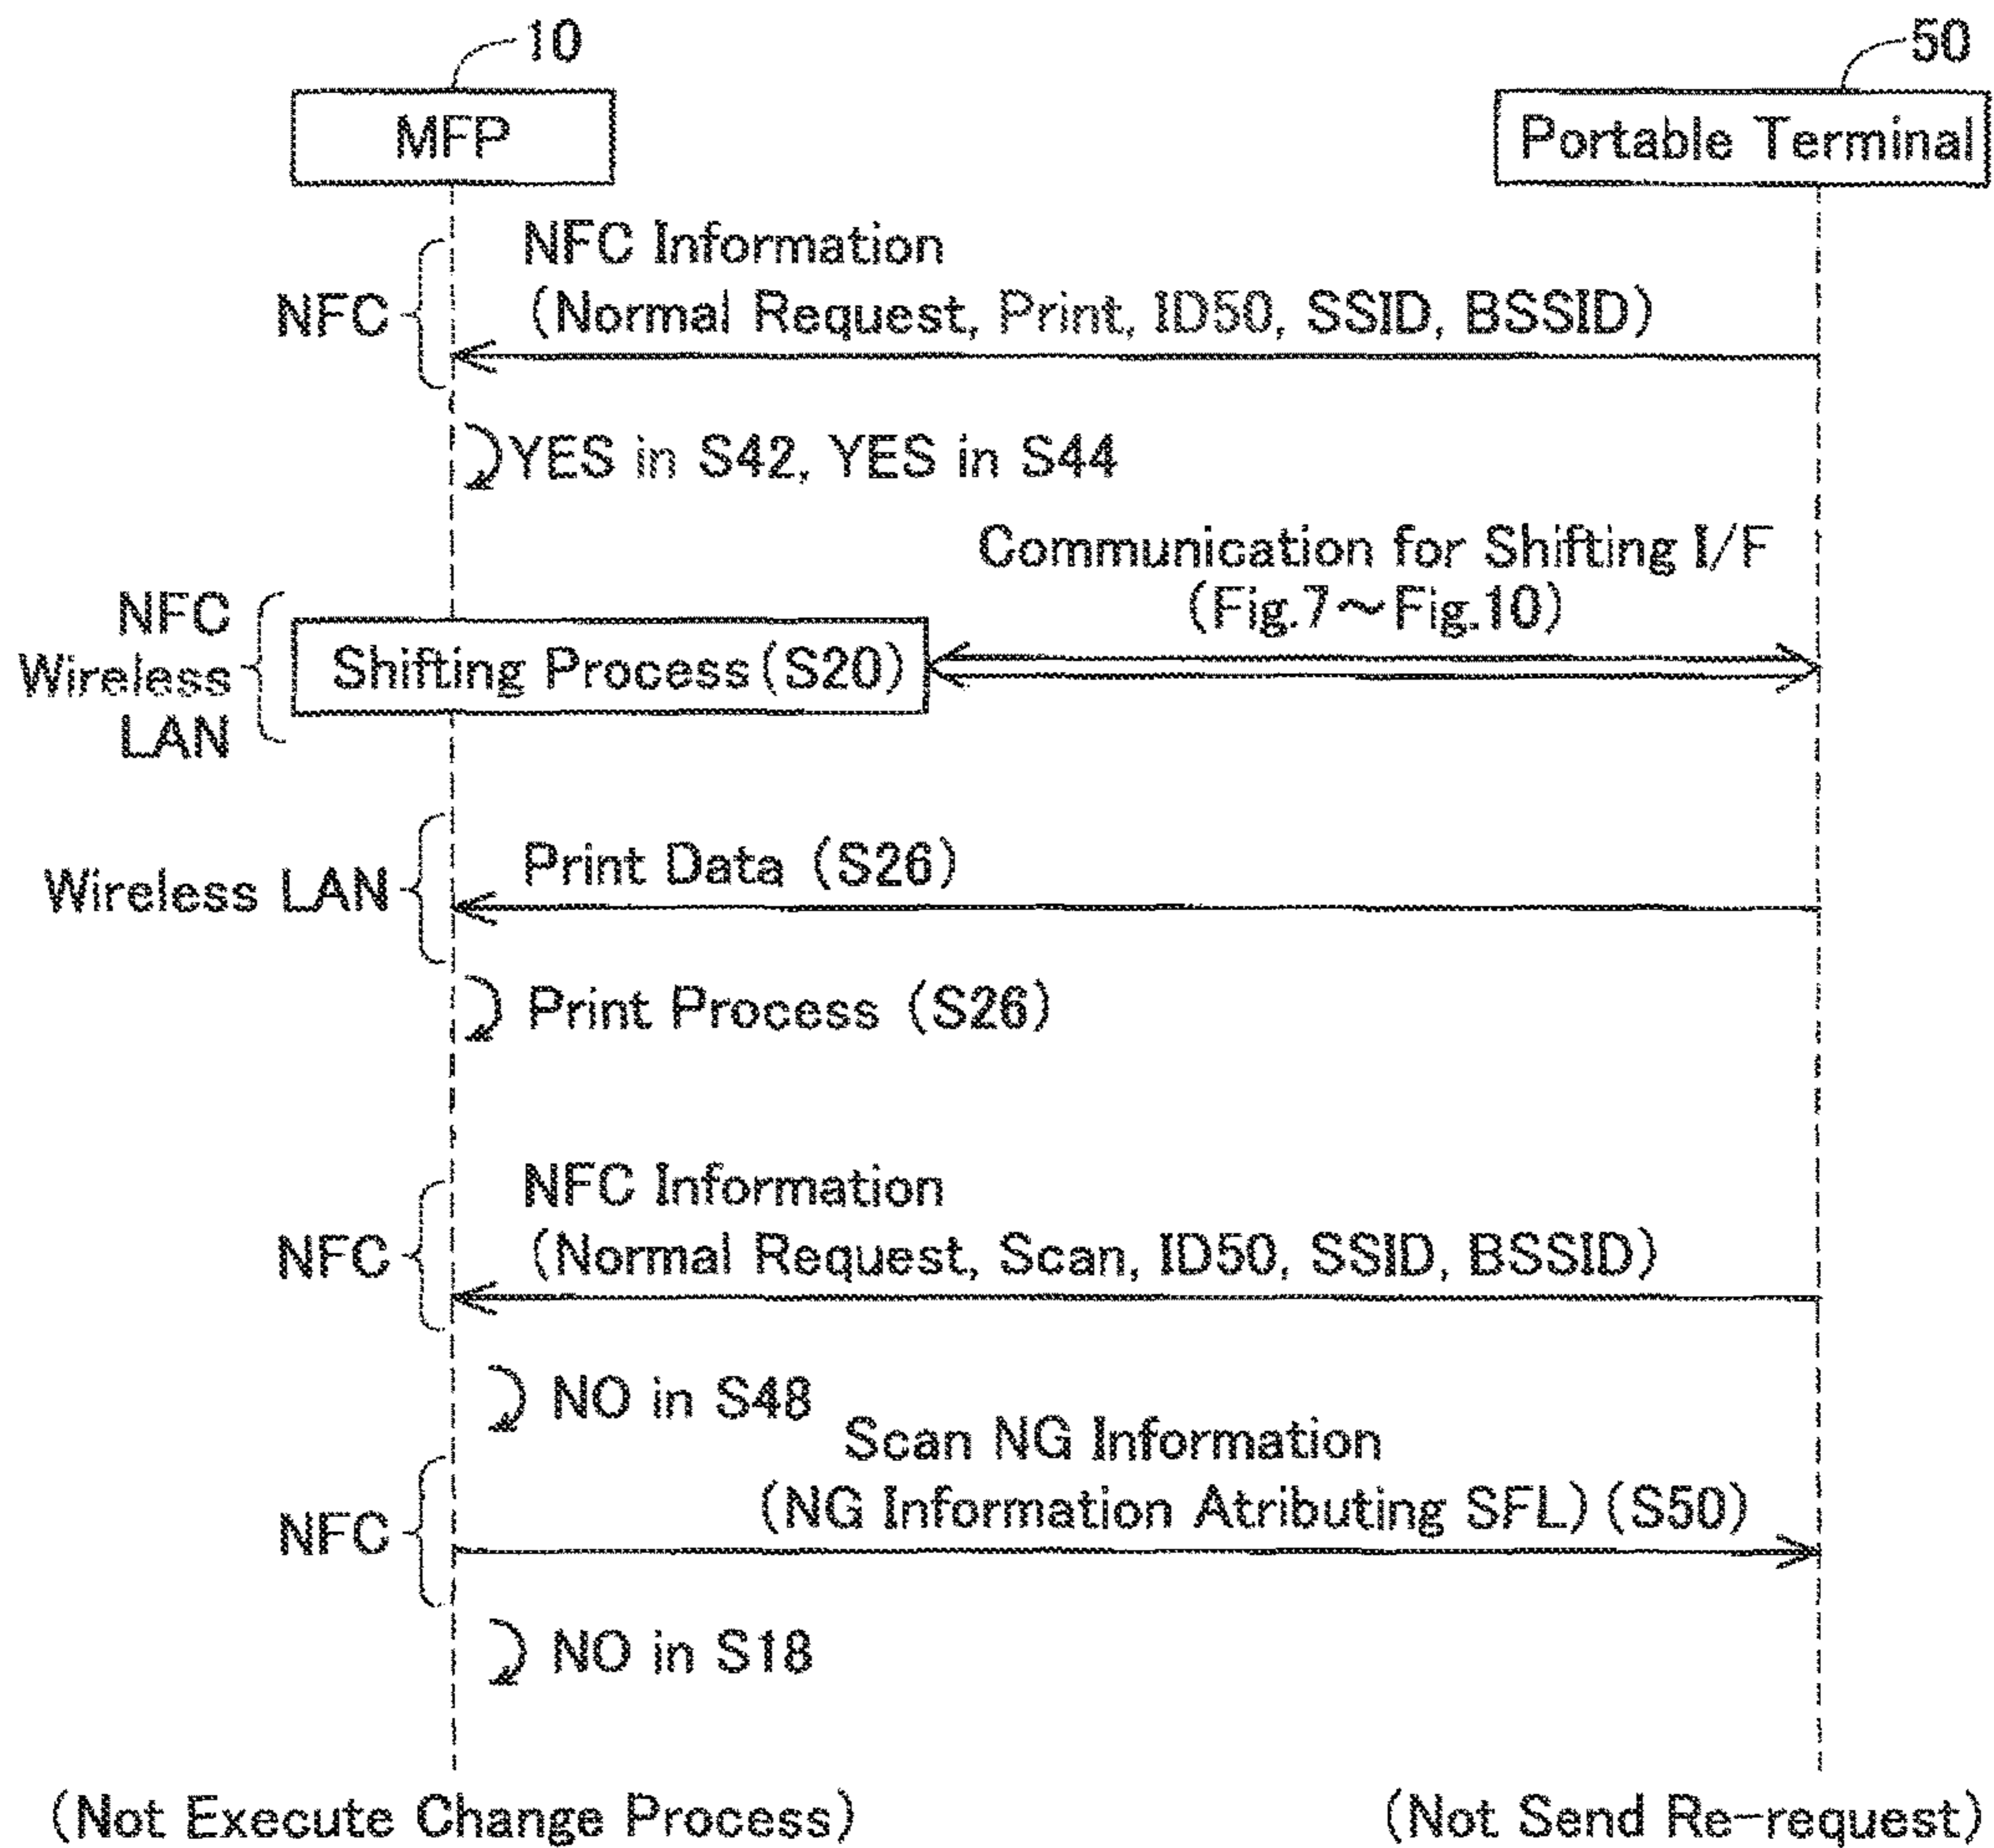 10
50
MFP
Portable Terminal
NFC Information
(Normal Request, Print, ID50, SSID, BSSID)
NFC
YES in S42, YES in S44
Communication for Shifting I/F
(Fig.7～Fig.10)
NFC
Wireless
LAN
Shifting Process(S20)
Print Data (S26)
Wireless LAN
Print Process (S26)
NFC Information
(Normal Request, Scan, ID50, SSID, BSSID)
NFC
NO in S48
Scan NG Information
(NG Information Atributing SFL)(S50)
NFC
NO in S18
(Not Execute Change Process)
(Not Send Re-request)